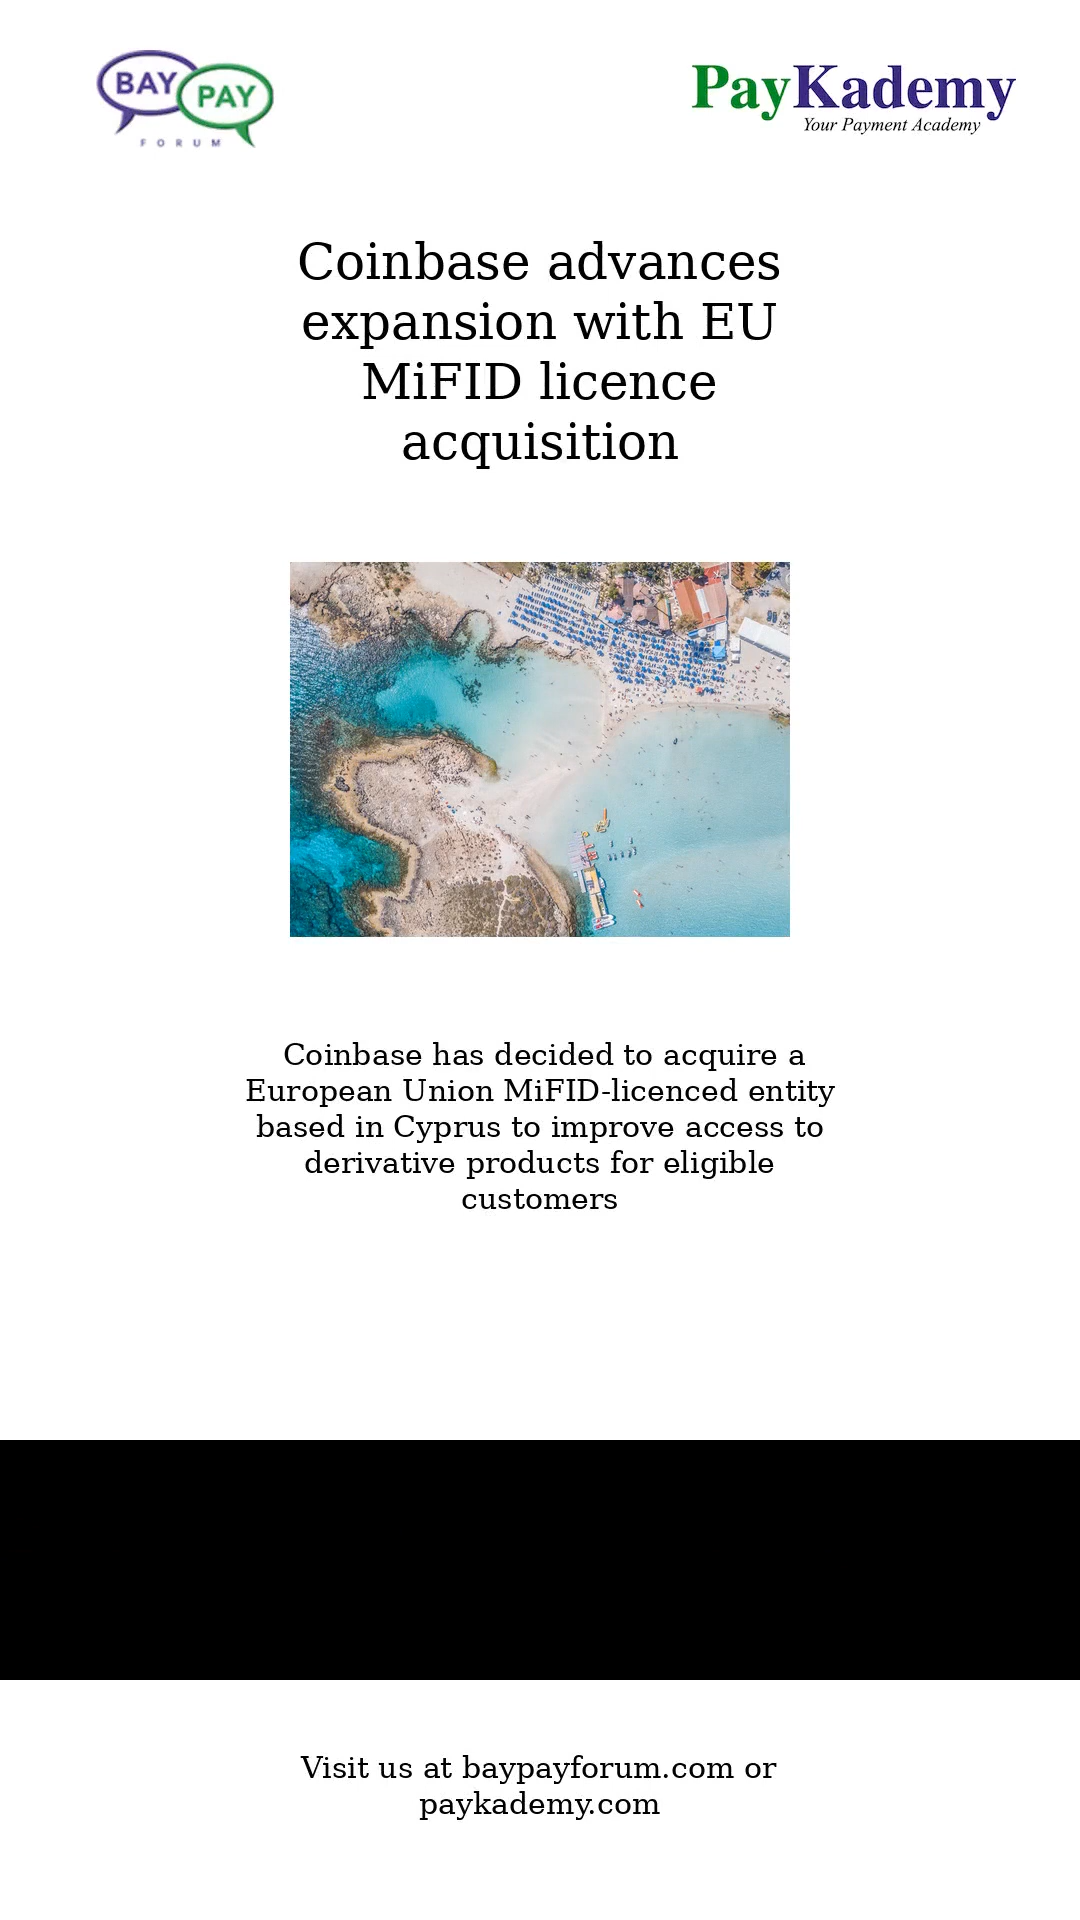 BAY PAY
FORUM
PayKademy
Your Payment Academy
Coinbase advances
expansion with EU
MiFID licence
acquisition
Coinbase has decided to acquire a
European Union MiFID-licenced entity
based in Cyprus to improve access to
derivative products for eligible
customers
Visit us at baypayforum.com or
paykademy.com